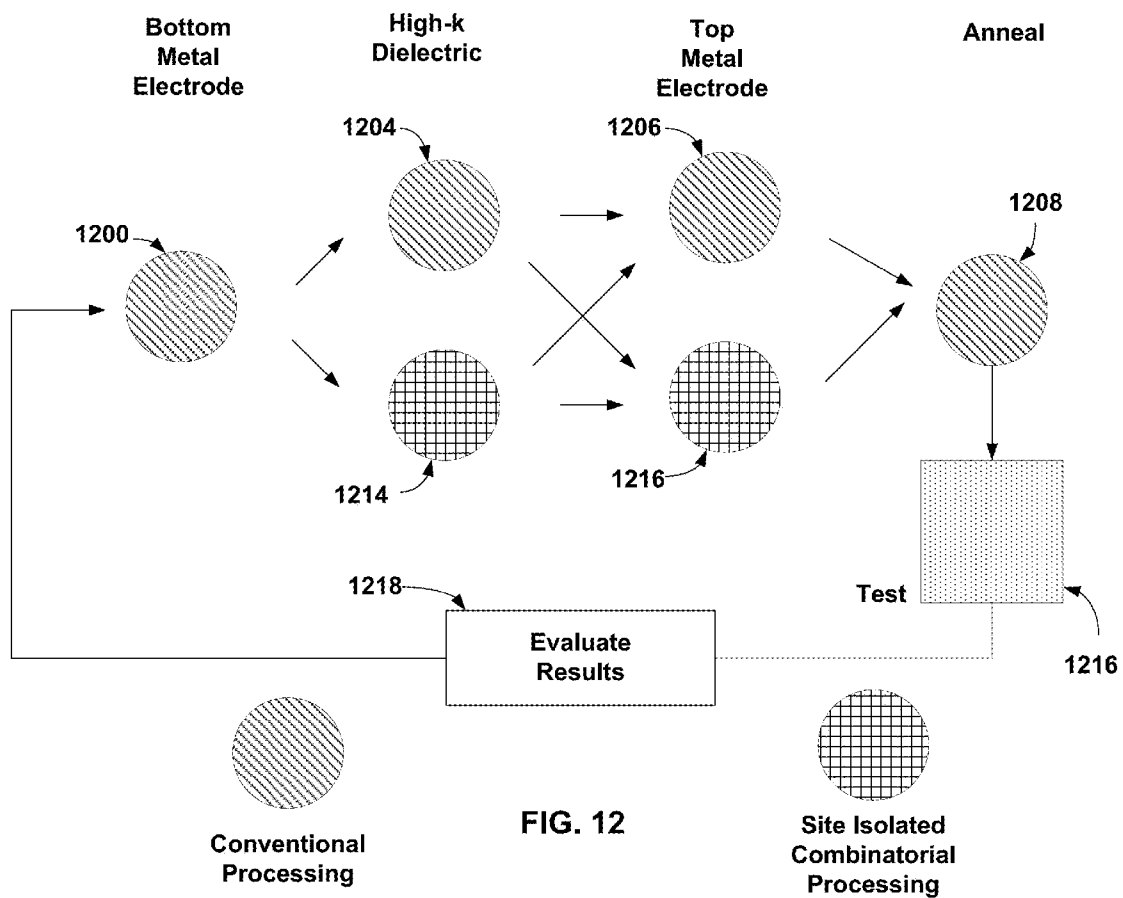 Bottom
Metal
Electrode
High-k
Dielectric
Top
Metal
Electrode
Anneal
1204
1206
1208
1200
1214
1216
Test
1216
1218
Evaluate
Results
Conventional
Processing
FIG. 12
Site Isolated
Combinatorial
Processing